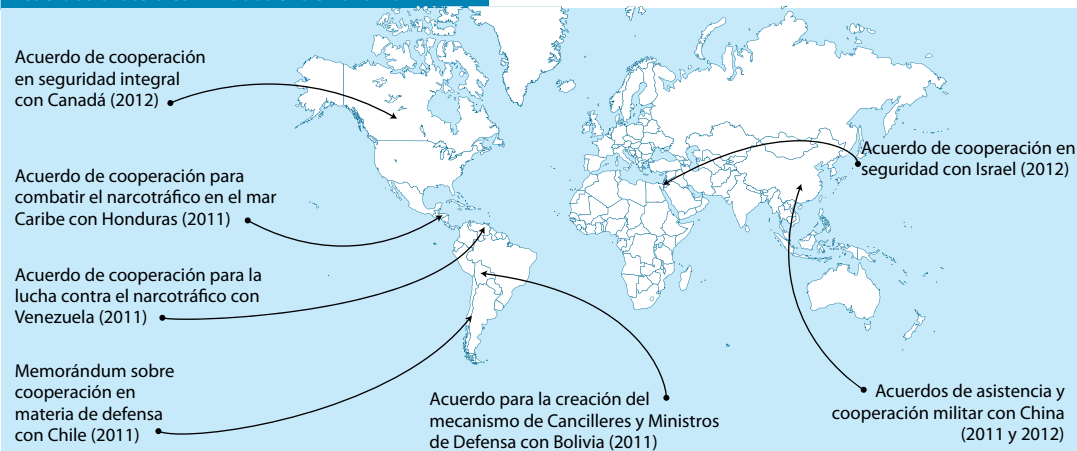 Acuerdo de cooperación
en seguridad integral
con Canadá (2012)
Acuerdo de cooperación para
combatir el narcotráfico en el mar
Caribe con Honduras (2011)
Acuerdo de cooperación para la
lucha contra el narcotráfico con
Venezuela (2011)
Memorándum sobre
cooperación en
materia de defensa
con Chile (2011)
Acuerdo para la creación del
mecanismo de Cancilleres y Ministros
de Defensa con Bolivia (2011)
Acuerdo de cooperación en
seguridad con Israel (2012)
Acuerdos de asistencia y
cooperación militar con China
(2011 y 2012)